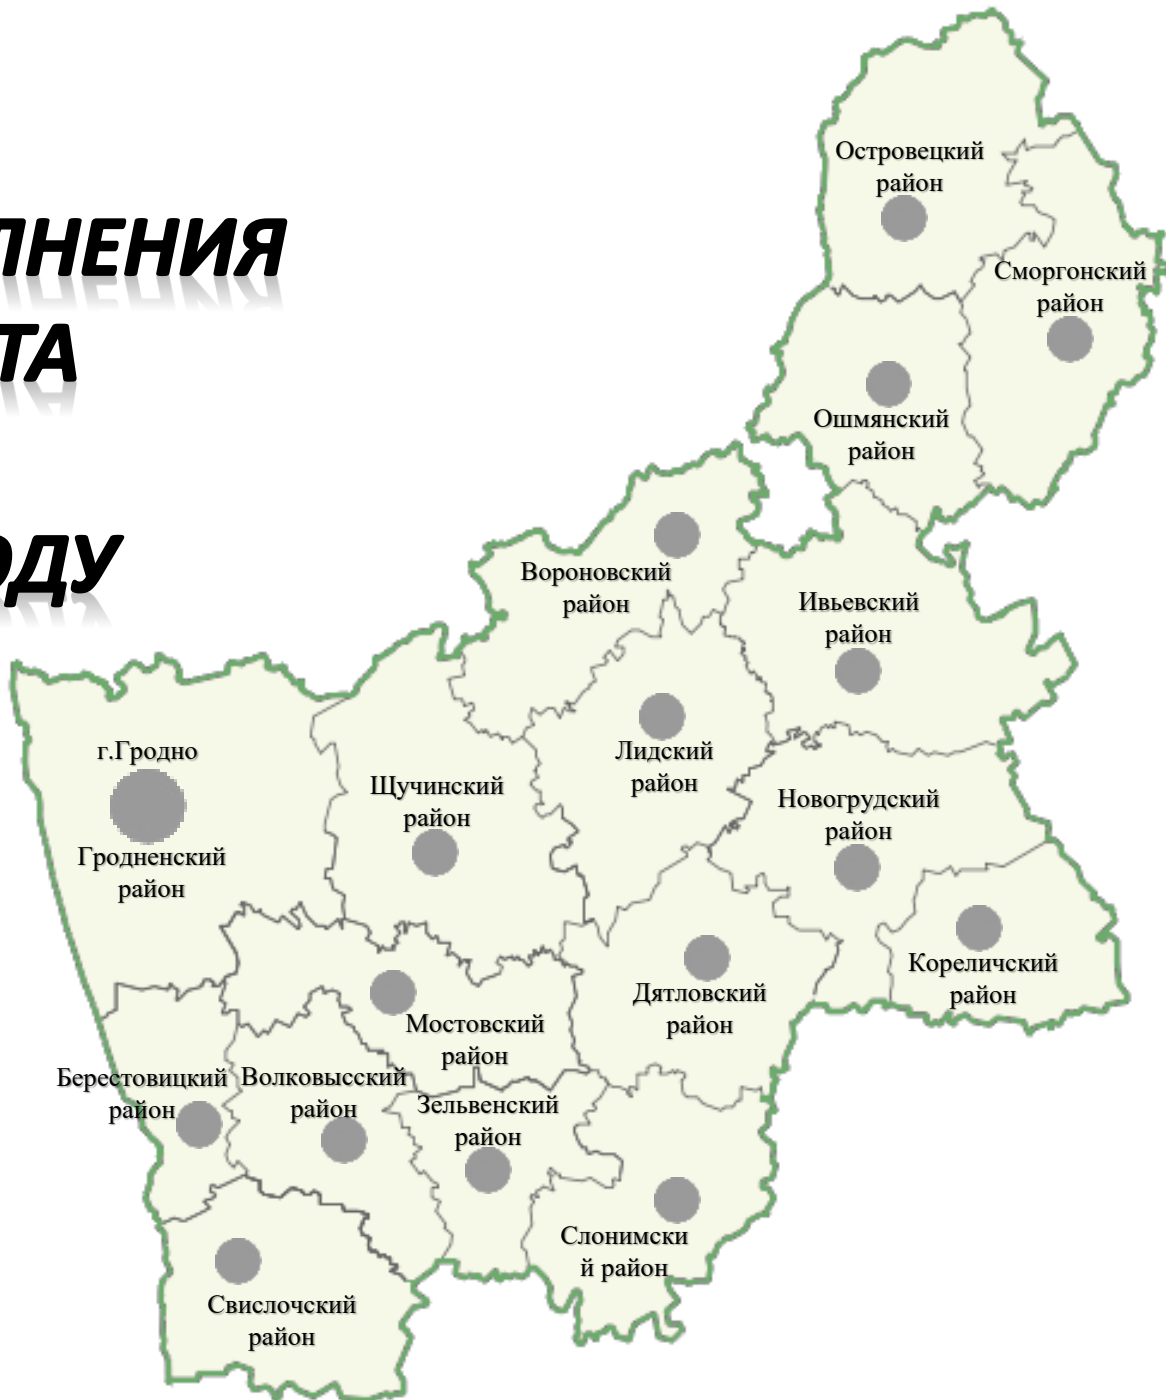 ЛНЕНИЯ
ТА
ОДУ
Островецкий
район
Сморгонский
район
Ошмянский
район
Вороновский
район
Ивьевский
район
г.Гродно
Гродненский
район
Щучинский
район
Лидский
район
Новогрудский
район
Кореличский
район
Дятловский
район
Мостовский
район
Берестовицкий
район
Волковысский
район
Зельвенский
район
Слонимски
й район
Свислочский
район